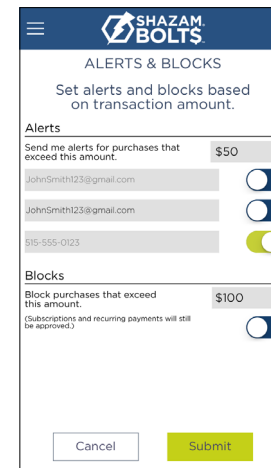 SHAZAM.
BOLT$
ALERTS & BLOCKS
Set alerts and blocks based
on transaction amount.
Alerts
Send me alerts for purchases that
exceed this amount.
$50
JohnSmith123@gmail.com
JohnSmith123@gmail.com
515-555-0123
Blocks
Block purchases that exceed
this amount.
$100
(Subscriptions and recurring payments will still
be approved.)
Cancel
Submit